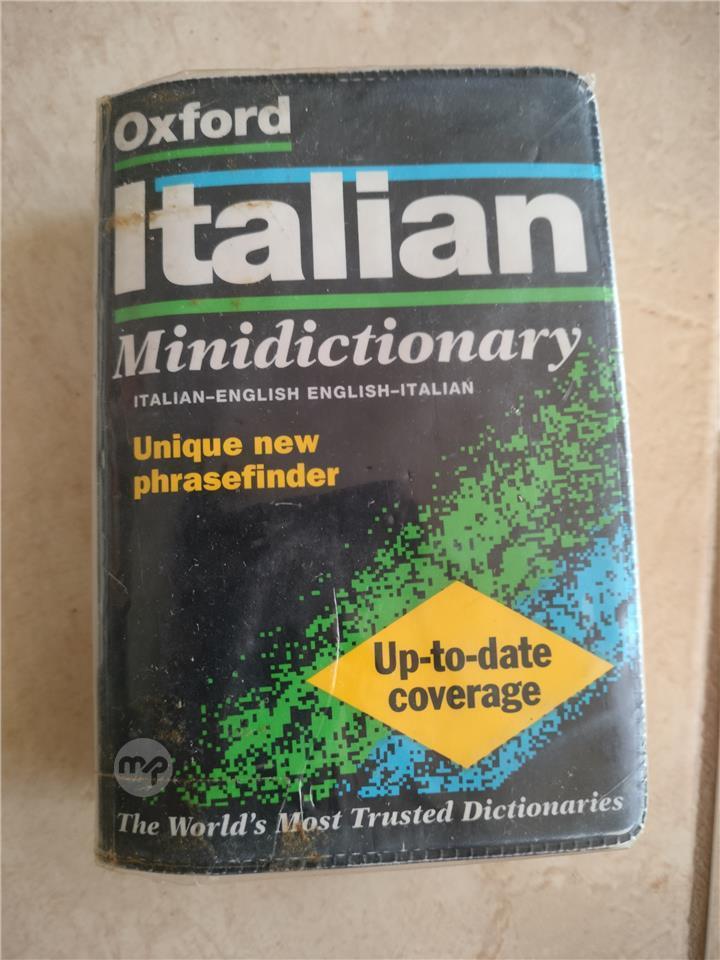 Oxford
Italian
Minidictionary
ITALIAN–ENGLISH ENGLISH–ITALIAN
Unique new
phrasefinder
Up-to-date
coverage
mp
The World's Most Trusted Dictionaries